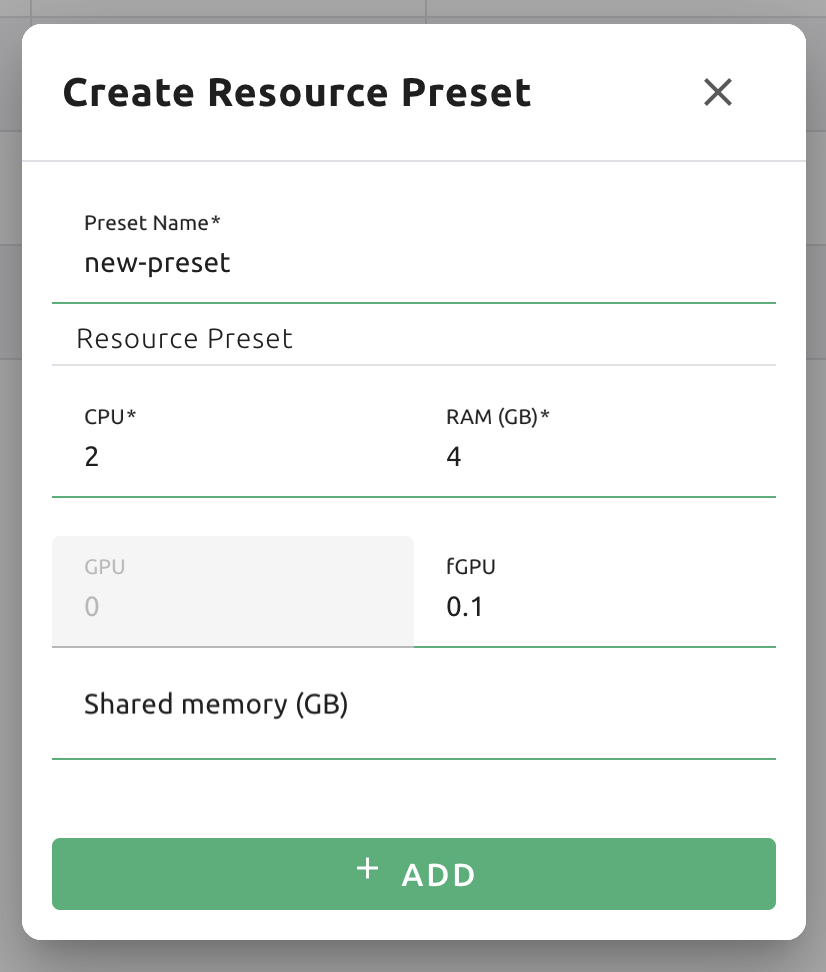 Create Resource Preset
Preset Name*
new-preset
Resource Preset
CPU*
RAM (GB)*
2
4
GPU
fGPU
0
0.1
Shared memory (GB)
+ ADD